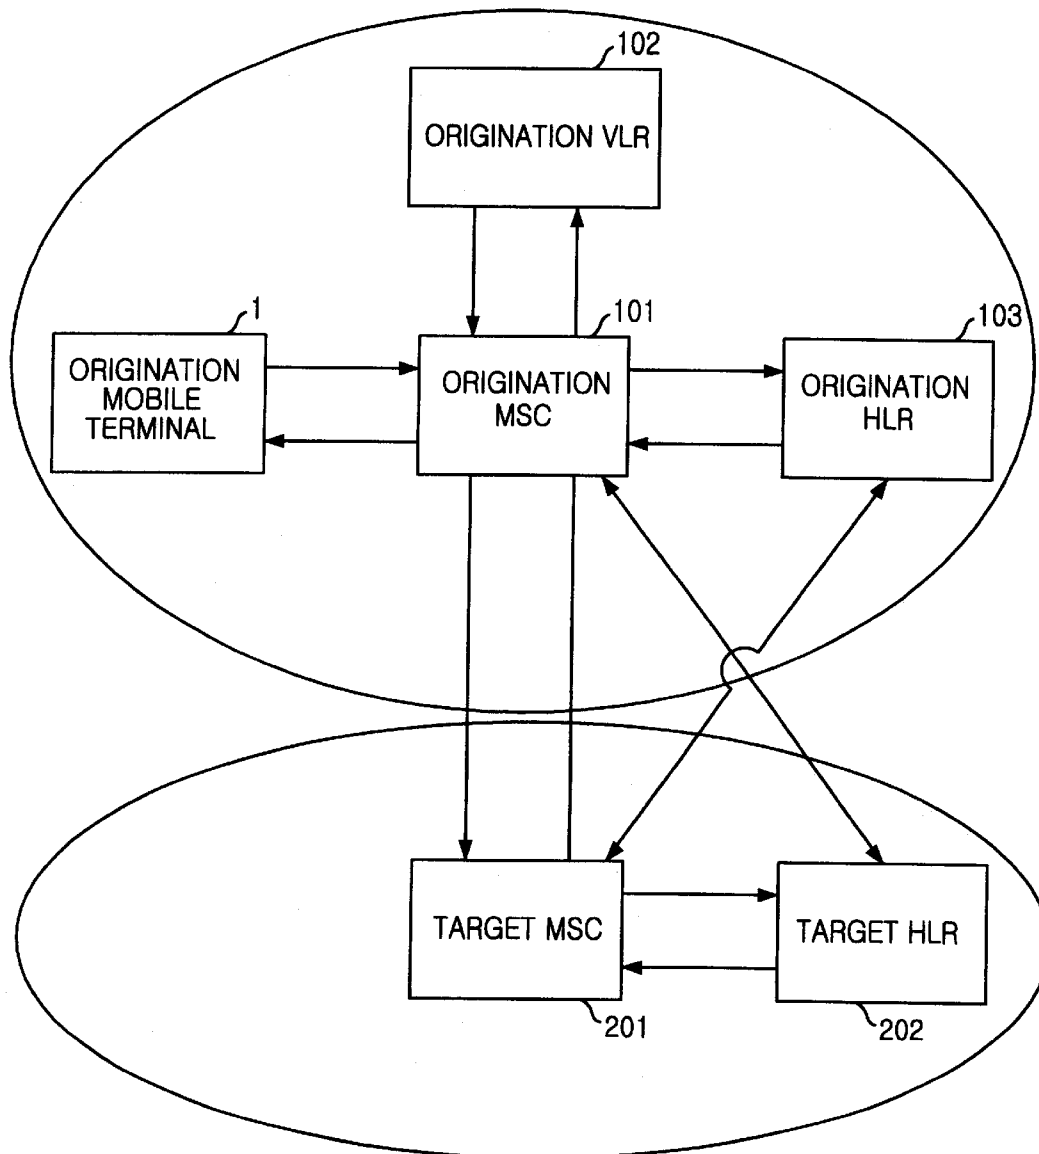 102
ORIGINATION VLR
1
101
103
ORIGINATION
MOBILE
TERMINAL
ORIGINATION
MSC
ORIGINATION
HLR
TARGET MSC
TARGET HLR
201
202